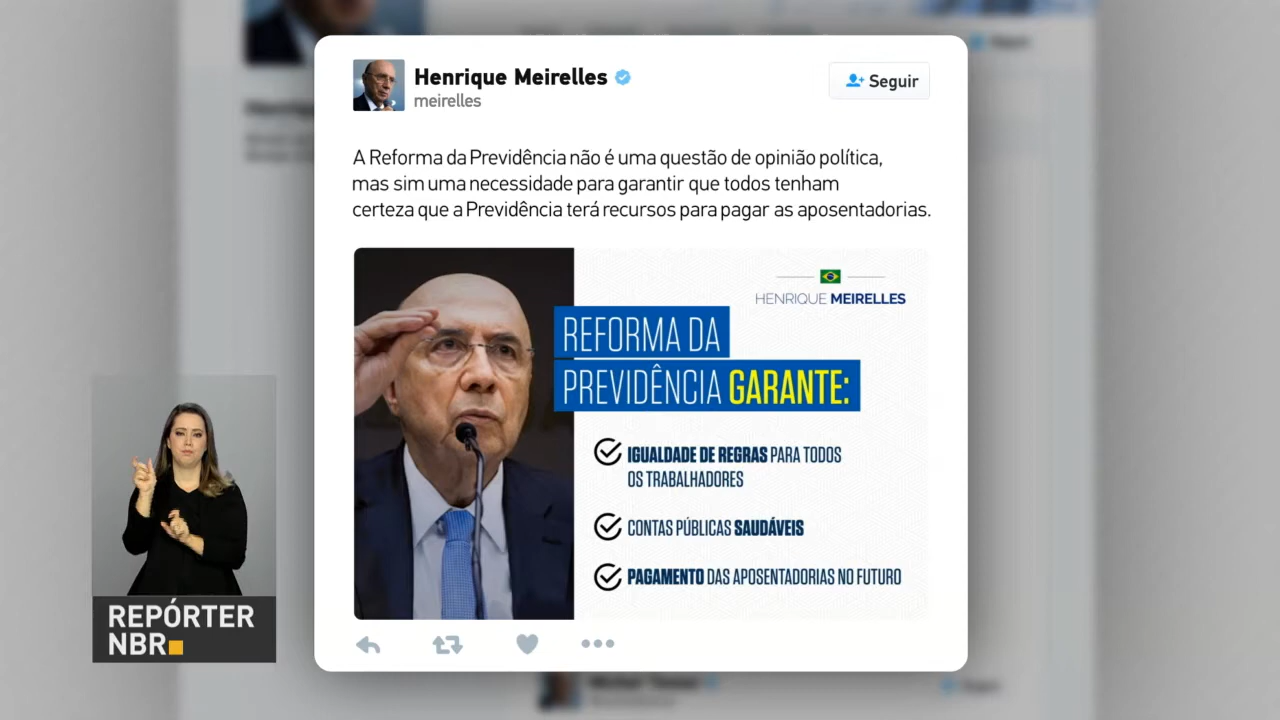 Henrique Meirelles
meirelles
Seguir
A Reforma da Previdência não é uma questão de opinião política,
mas sim uma necessidade para garantir que todos tenham
certeza que a Previdência terá recursos para pagar as aposentadorias.
HENRIQUE MEIRELLES
REFORMA DA
PREVIDÊNCIA GARANTE:
IGUALDADE DE REGRAS PARA TODOS
OS TRABALHADORES
CONTAS PÚBLICAS SAUDÁVEIS
PAGAMENTO DAS APOSENTADORIAS NO FUTURO
REPÓRTER
NBR